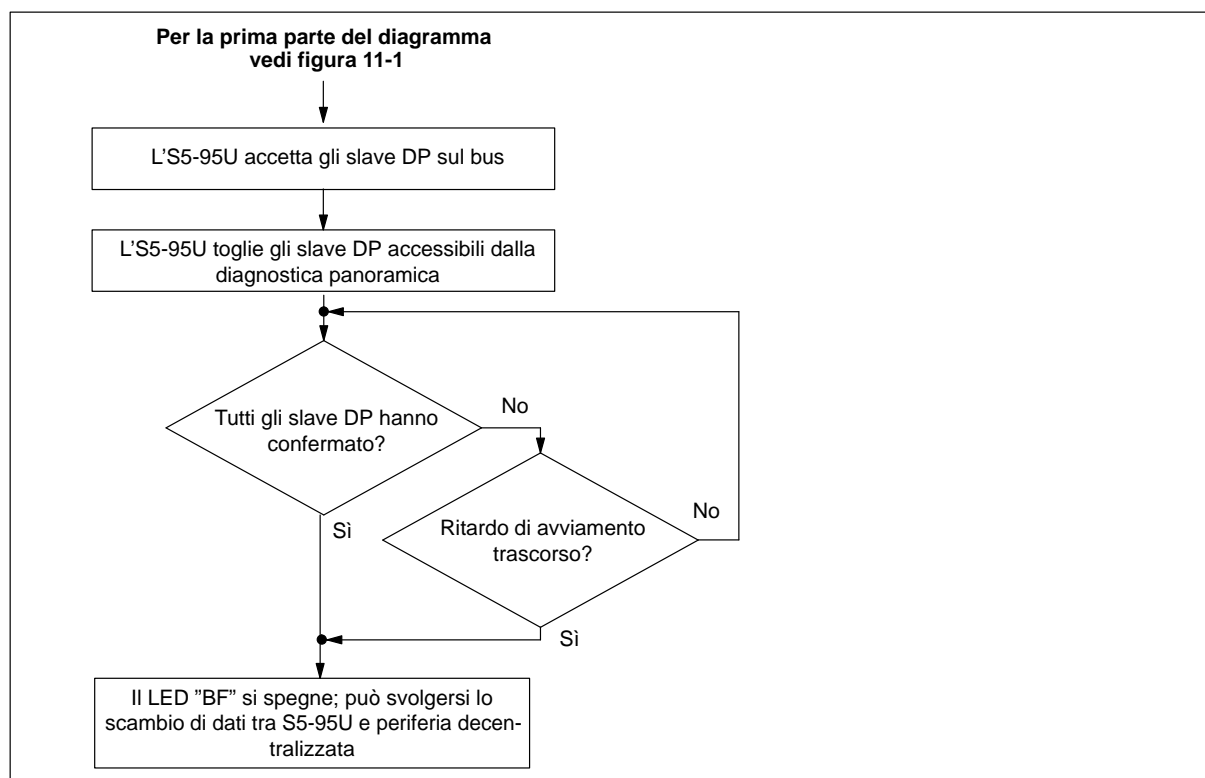 Per la prima parte del diagramma
vedi figura 11-1
L'S5-95U accetta gli slave DP sul bus
L'S5-95U toglie gli slave DP accessibili dalla
diagnostica panoramica
Tutti gli slave DP hanno
confermato?
No
Ritardo di avviamento
trascorso?
No
Sì
Sì
Il LED ”BF” si spegne; può svolgersi lo
scambio di dati tra S5-95U e periferia decen-
tralizzata